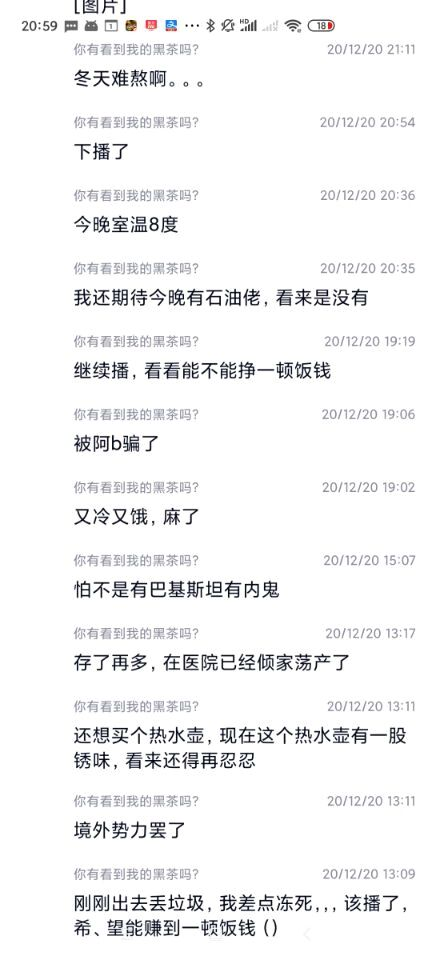 [图片]
20:59 18
你有看到我的黑茶吗? 20/12/20 21:11
冬天难熬啊。。。
你有看到我的黑茶吗? 20/12/20 20:54
下播了
你有看到我的黑茶吗? 20/12/20 20:36
今晚室温8度
你有看到我的黑茶吗? 20/12/20 20:35
我还期待今晚有石油佬，看来是没有
你有看到我的黑茶吗? 20/12/20 19:19
继续播，看看能不能挣一顿饭钱
你有看到我的黑茶吗? 20/12/20 19:06
被阿b骗了
你有看到我的黑茶吗? 20/12/20 19:02
又冷又饿，麻了
你有看到我的黑茶吗? 20/12/20 15:07
怕不是有巴基斯坦有内鬼
你有看到我的黑茶吗? 20/12/20 13:17
存了再多，在医院已经倾家荡产了
你有看到我的黑茶吗? 20/12/20 13:11
还想买个热水壶，现在这个热水壶有一股
锈味，看来还得再忍忍
你有看到我的黑茶吗? 20/12/20 13:11
境外势力罢了
你有看到我的黑茶吗? 20/12/20 13:09
刚刚出去丢垃圾，我差点冻死，，，该播了，
希、望能赚到一顿饭钱（）